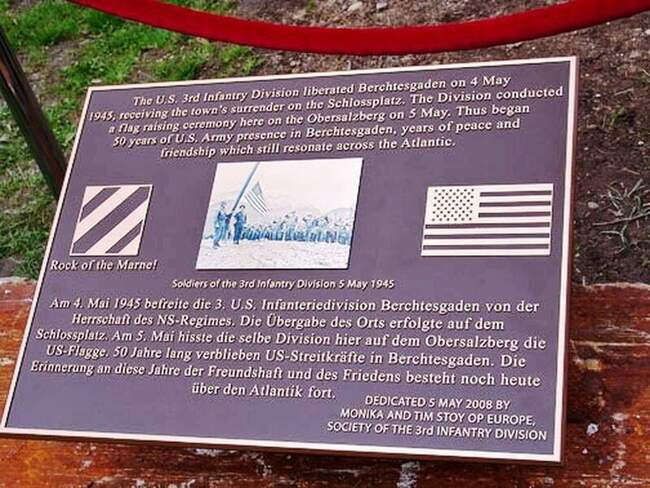 The U.S. 3rd Infantry Division liberated Berchtesgaden on 4 May
1945, receiving the town's surrender on the Schlossplatz. The Division conducted
a flag raising ceremony here on the Obersalzberg on 5 May. Thus began
50 years of U.S. Army presence in Berchtesgaden, years of peace and
friendship which still resonate across the Atlantic.
Rock of the Marne!
Soldiers of the 3rd Infantry Division 5 May 1945
Am 4. Mai 1945 befreite die 3. U.S. Infanteriedivision Berchtesgaden von der
Herrschaft des NS-Regimes. Die Übergabe des Orts erfolgte auf dem
Schlossplatz. Am 5. Mai hisste die selbe Division hier auf dem Obersalzberg die
US-Flagge. 50 Jahre lang verblieben US-Streitkräfte in Berchtesgaden. Die
Erinnerung an diese Jahre der Freundshaft und des Friedens besteht noch heute
über den Atlantik fort.
DEDICATED 5 MAY 2008 BY
MONIKA AND TIM STOY OP EUROPE,
SOCIETY OF THE 3rd INFANTRY DIVISION